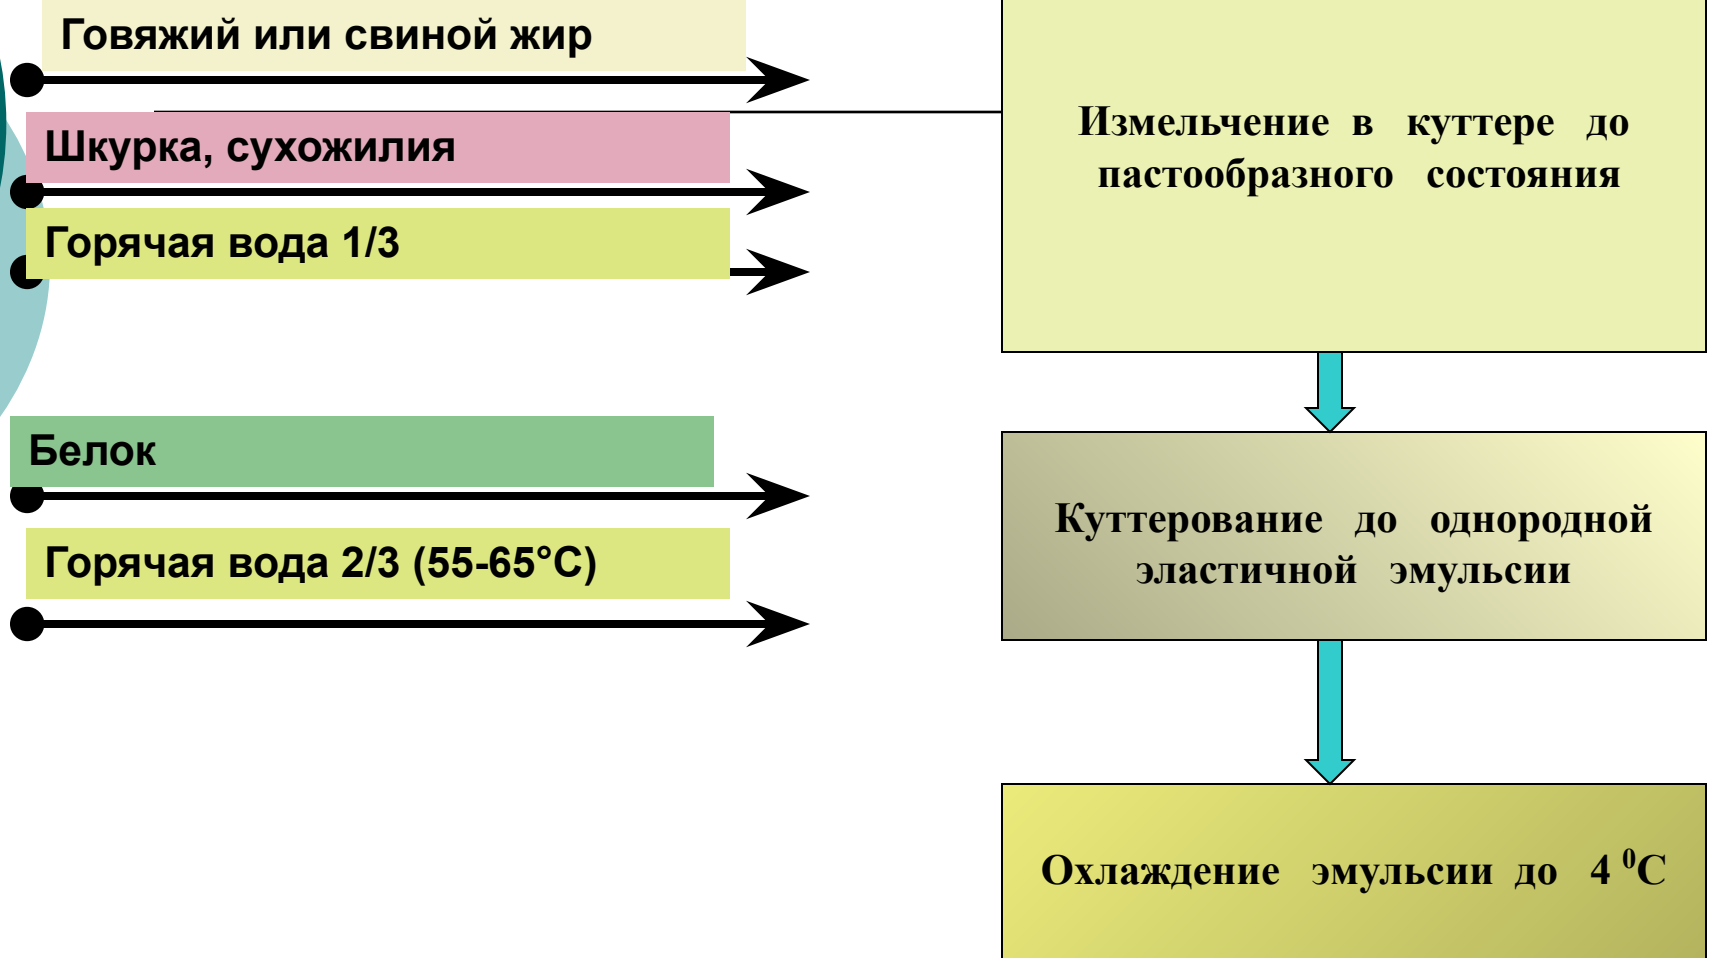 Говяжий или свиной жир
Шкурка, сухожилия
Горячая вода 1/3
Измельчение в куттере до
пастообразного состояния
Белок
Горячая вода 2/3 (55-65°С)
Куттерование до однородной
эластичной эмульсии
Охлаждение эмульсии до 4 ⁰С